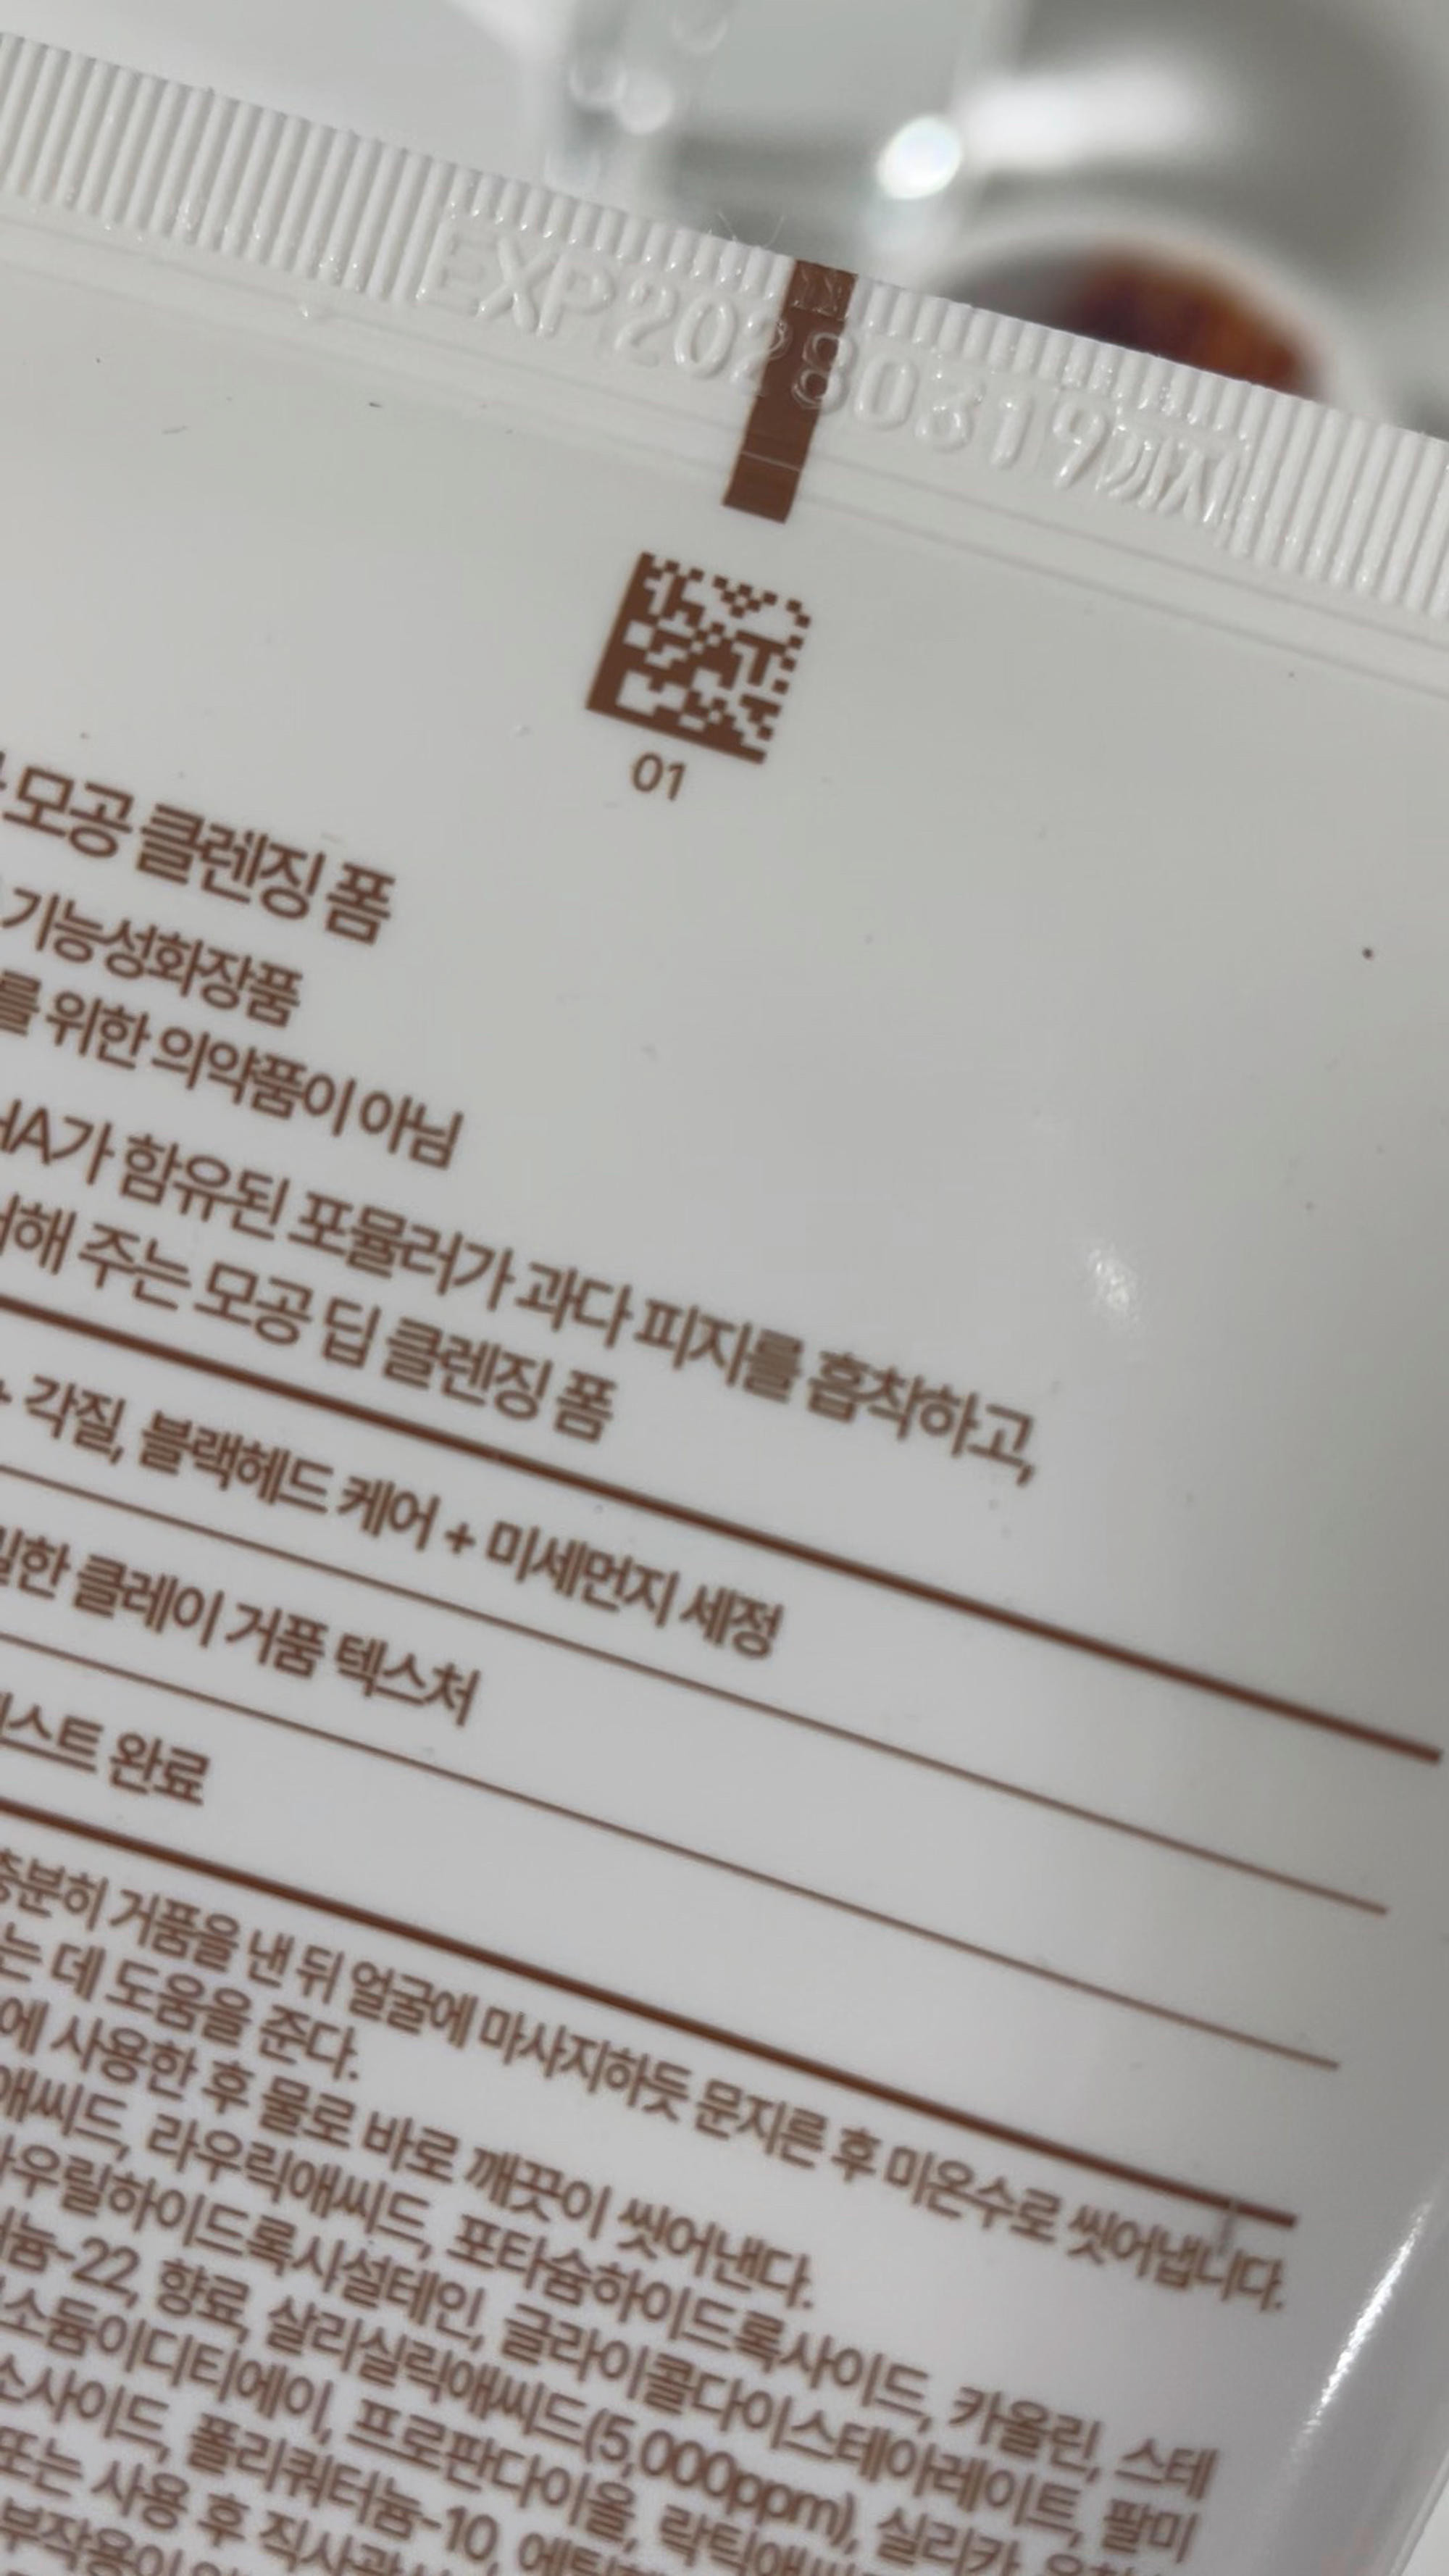 EXP20280319까지
01
모공 클렌징 폼
기능성화장품
를 위한 의약품이 아님
HA가 함유된 포뮬러가 과다 피지를 흡착하고,
해 주는 모공 딥 클렌징 폼
+ 각질, 블랙헤드 케어 + 미세먼지 세정
밀한 클레이 거품 텍스처
스트 완료
충분히 거품을 낸 뒤 얼굴에 마사지하듯 문지른 후 미온수로 씻어냅니다.
는 데 도움을 준다.
에 사용한 후 물로 바로 깨끗이 씻어낸다.
애씨드, 라우릭애씨드, 포타슘하이드록사이드, 카올린, 스테
라우릴하이드록시설테인, 글라이콜다이스테아레이트, 팔미
늄-22, 향료, 살리실릭애씨드(5,000ppm), 실리카,
소듐이디티에이, 프로판다이올, 락틱애씨
소사이드, 폴리쿼터늄-10,
또는 사용 후
부작용이